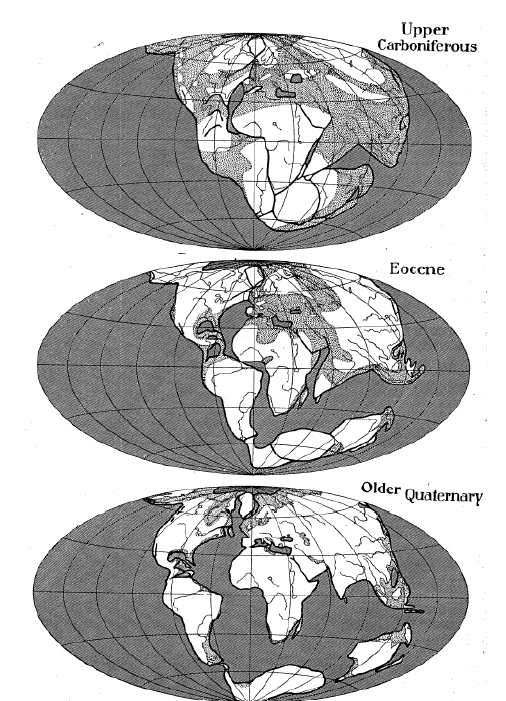 Upper
Carboniferous
Eocene
Older Quaternary